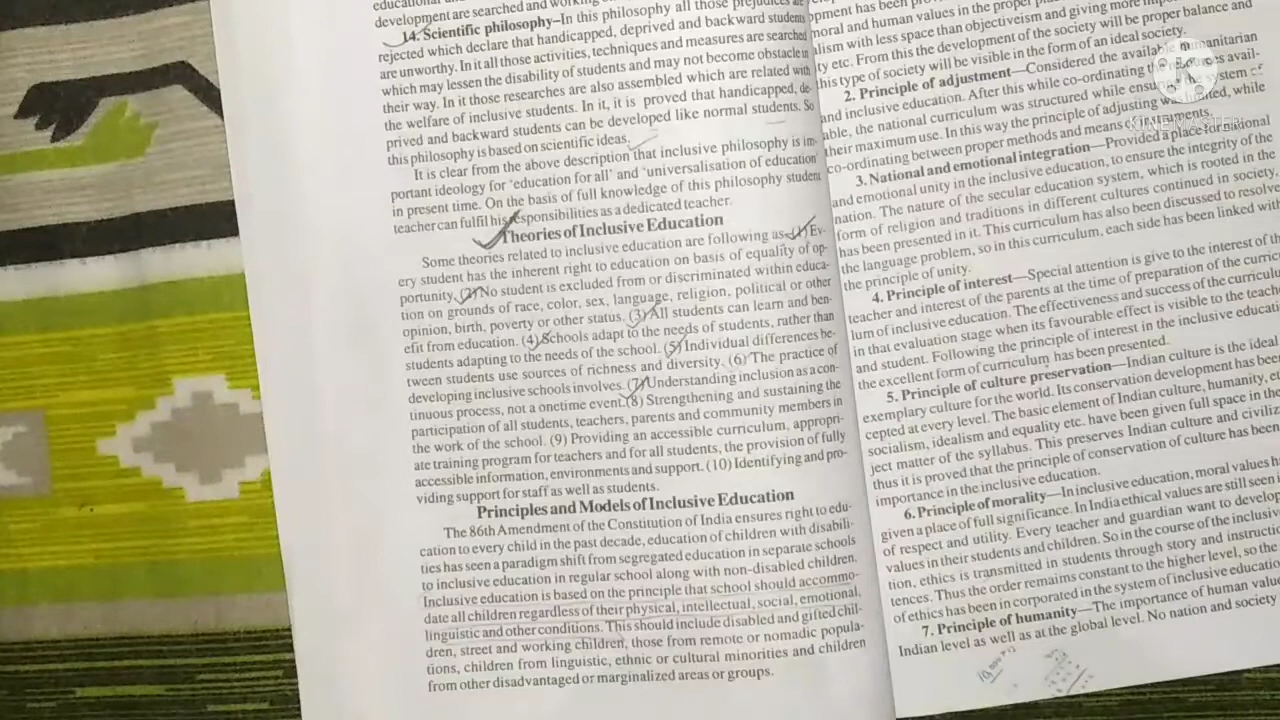 development are searched and working
14. Scientific philosophy—In this philosophy all those prejudices are
rejected which declare that handicapped, deprived and backward students
are unworthy. In it all those activities, techniques and measures are searched
which may lessen the disability of students and may not become obstacle in
their way. In it those researches are also assembled which are related with
the welfare of inclusive students. In it, it is proved that handicapped, de-
prived and backward students can be developed like normal students. So
this philosophy is based on scientific ideas.
It is clear from the above description that inclusive philosophy is im-
portant ideology for 'education for all' and 'universalisation of education'
in present time. On the basis of full knowledge of this philosophy student
teacher can fulfil his responsibilities as a dedicated teacher.
Theories of Inclusive Education
Some theories related to inclusive education are following as—(1) Ev-
ery student has the inherent right to education on basis of equality of op-
portunity. (2) No student is excluded from or discriminated within educa-
tion on grounds of race, color, sex, language, religion, political or other
opinion, birth, poverty or other status. (3) All students can learn and ben-
efit from education. (4) Schools adapt to the needs of students, rather than
students adapting to the needs of the school. (5) Individual differences be-
tween students use sources of richness and diversity. (6) The practice of
developing inclusive schools involves. (7) Understanding inclusion as a con-
tinuous process, not a onetime event. (8) Strengthening and sustaining the
participation of all students, teachers, parents and community members in
the work of the school. (9) Providing an accessible curriculum, appropri-
ate training program for teachers and for all students, the provision of fully
accessible information, environments and support. (10) Identifying and pro-
viding support for staff as well as students.
Principles and Models of Inclusive Education
The 86th Amendment of the Constitution of India ensures right to edu-
cation to every child in the past decade, education of children with disabili-
ties has seen a paradigm shift from segregated education in separate schools
to inclusive education in regular school along with non-disabled children.
Inclusive education is based on the principle that school should accommo-
date all children regardless of their physical, intellectual, social, emotional,
linguistic and other conditions. This should include disabled and gifted chil-
dren, street and working children, those from remote or nomadic popula-
tions, children from linguistic, ethnic or cultural minorities and children
from other disadvantaged or marginalized areas or groups.
moral and human values in the proper
alism with less space than objectiveism and giving more
ty etc. From this the development of the society will be proper balance and
this type of society will be visible in the form of an ideal society.
2. Principle of adjustment—Considered the available humanitarian
and inclusive education. After this while co-ordinating avail-
able, the national curriculum was structured while system of
their maximum use. In this way the principle of adjusting while
co-ordinating between proper methods and means
3. National and emotional integration—Provided a place for national
and emotional unity in the inclusive education, to ensure the integrity of the
nation. The nature of the secular education system, which is rooted in the
form of religion and traditions in different cultures continued in society.
has been presented in it. This curriculum has also been discussed to resolve
the language problem, so in this curriculum, each side has been linked with
the principle of unity.
4. Principle of interest—Special attention is give to the interest of the
teacher and interest of the parents at the time of preparation of the
lum of inclusive education. The effectiveness and success of the
in that evaluation stage when its favourable effect is visible to the
and student. Following the principle of interest in the inclusive
the excellent form of curriculum has been presented.
5. Principle of culture preservation—Indian culture is the ideal
exemplary culture for the world. Its conservation development has been
cepted at every level. The basic element of Indian culture, humanity,
socialism, idealism and equality etc. have been given full space in the
ject matter of the syllabus. This preserves Indian culture and
thus it is proved that the principle of conservation of culture has been
importance in the inclusive education.
6. Principle of morality—In inclusive education, moral values
given a place of full significance. In India ethical values are still seen
of respect and utility. Every teacher and guardian want to develop
values in their students and children. So in the course of the inclusive
tion, ethics is transmitted in students through story and
tences. Thus the order remaims constant to the higher level, so the
of ethics has been in corporated in the system of inclusive
7. Principle of humanity—The importance of human
Indian level as well as at the global level. No nation and society
KINEMASTER